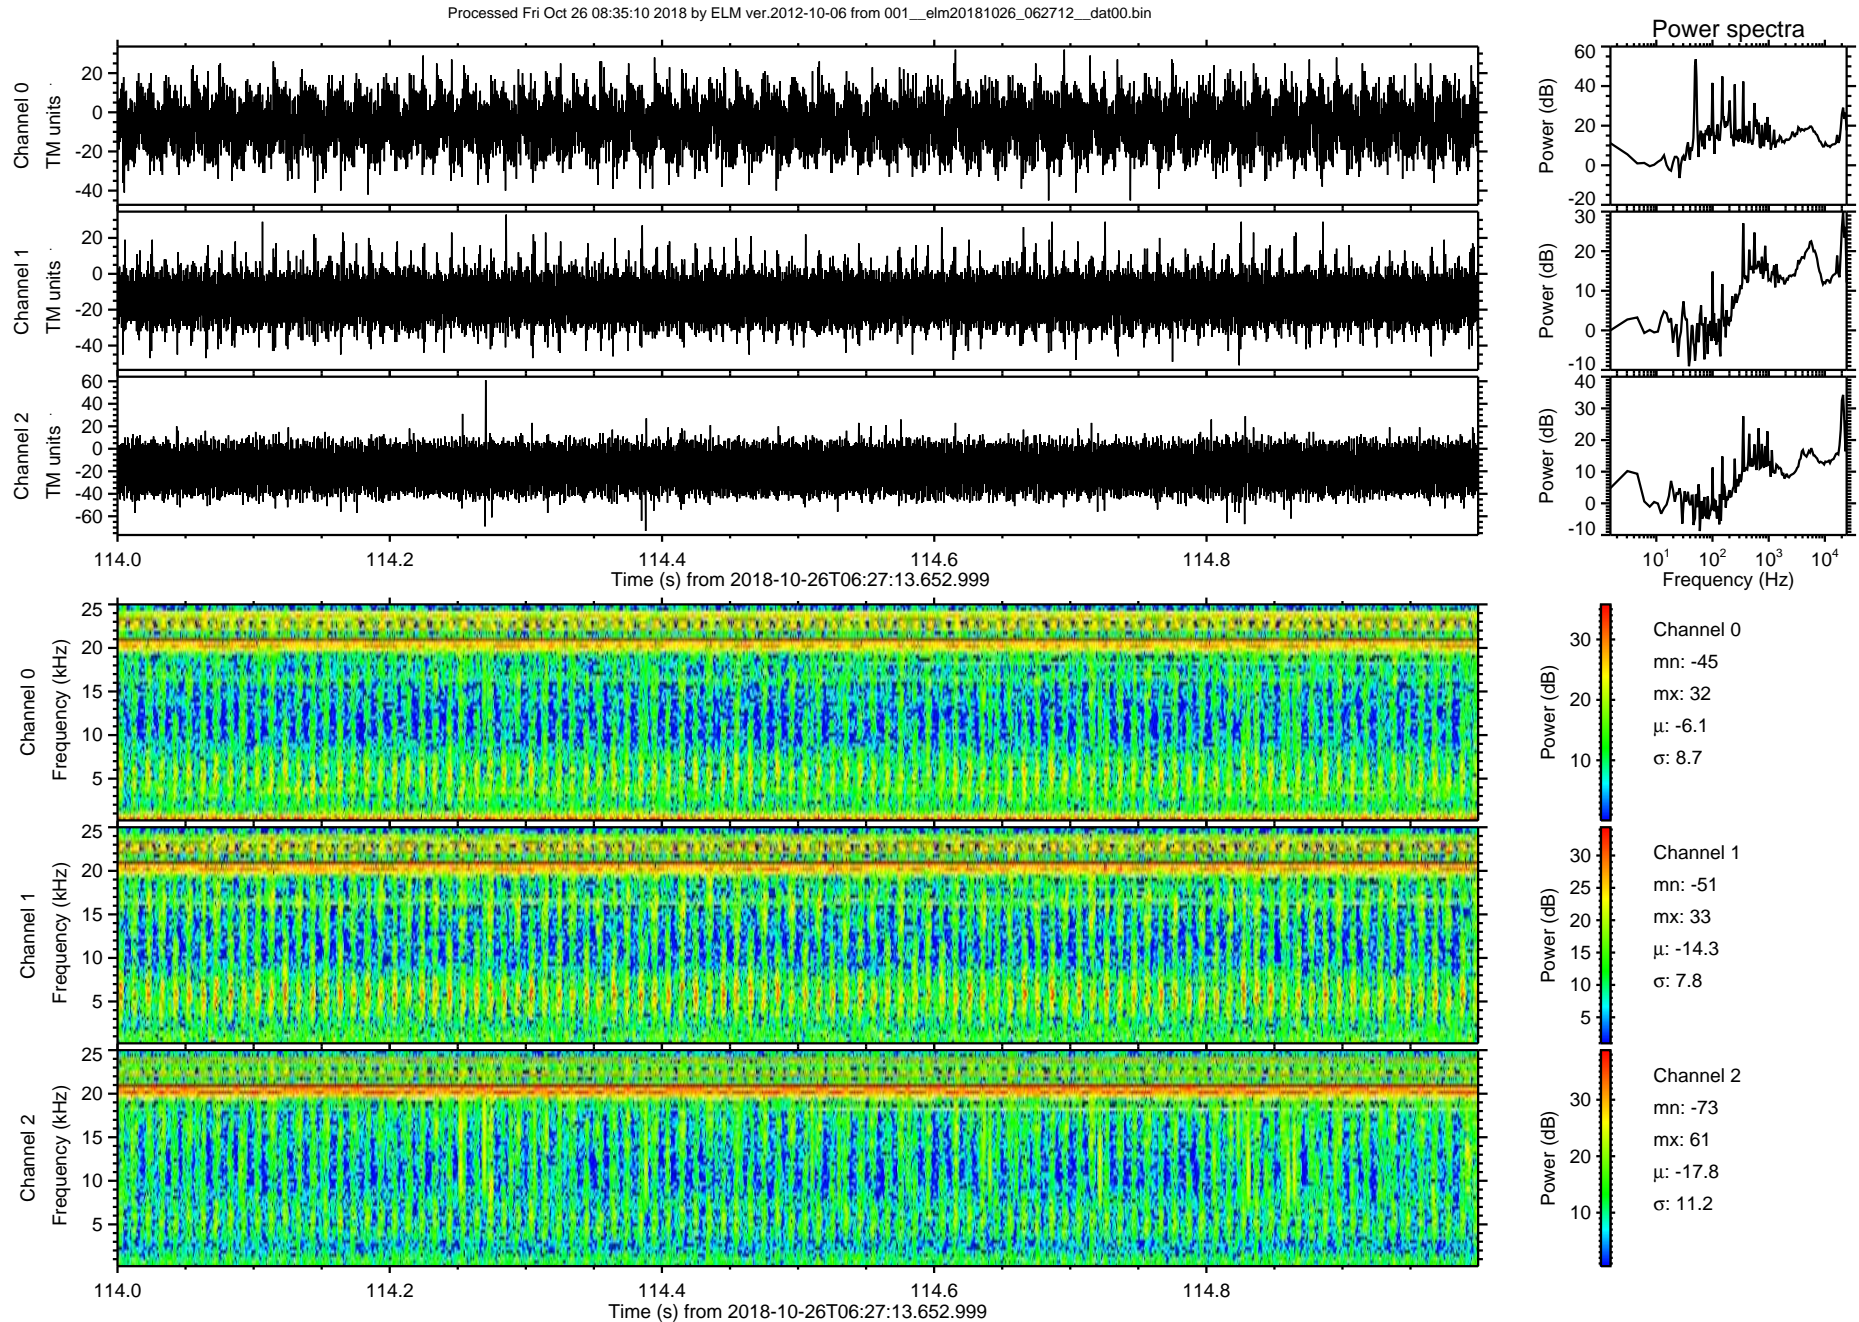 Processed Fri Oct 26 08:35:10 2018 by ELM ver.2012-10-06 from 001__elm20181026_062712__dat00.bin
Power spectra
Channel 0
TM units
20
0
-20
-40
Power (dB)
60
40
20
0
-20
Channel 1
TM units
20
0
-20
-40
Power (dB)
30
20
10
0
-10
Channel 2
TM units
60
40
20
0
-20
-40
-60
Power (dB)
40
30
20
10
0
-10
114.0 114.2 114.4 114.6 114.8
Time (s) from 2018-10-26T06:27:13.652.999
10¹ 10² 10³ 10⁴
Frequency (Hz)
Channel 0
Frequency (kHz)
25
20
15
10
5
Power (dB)
30
20
10
Channel 0
mn: -45
mx: 32
μ: -6.1
σ: 8.7
Channel 1
Frequency (kHz)
25
20
15
10
5
Power (dB)
30
25
20
15
10
5
Channel 1
mn: -51
mx: 33
μ: -14.3
σ: 7.8
Channel 2
Frequency (kHz)
25
20
15
10
5
Power (dB)
30
20
10
Channel 2
mn: -73
mx: 61
μ: -17.8
σ: 11.2
114.0 114.2 114.4 114.6 114.8
Time (s) from 2018-10-26T06:27:13.652.999